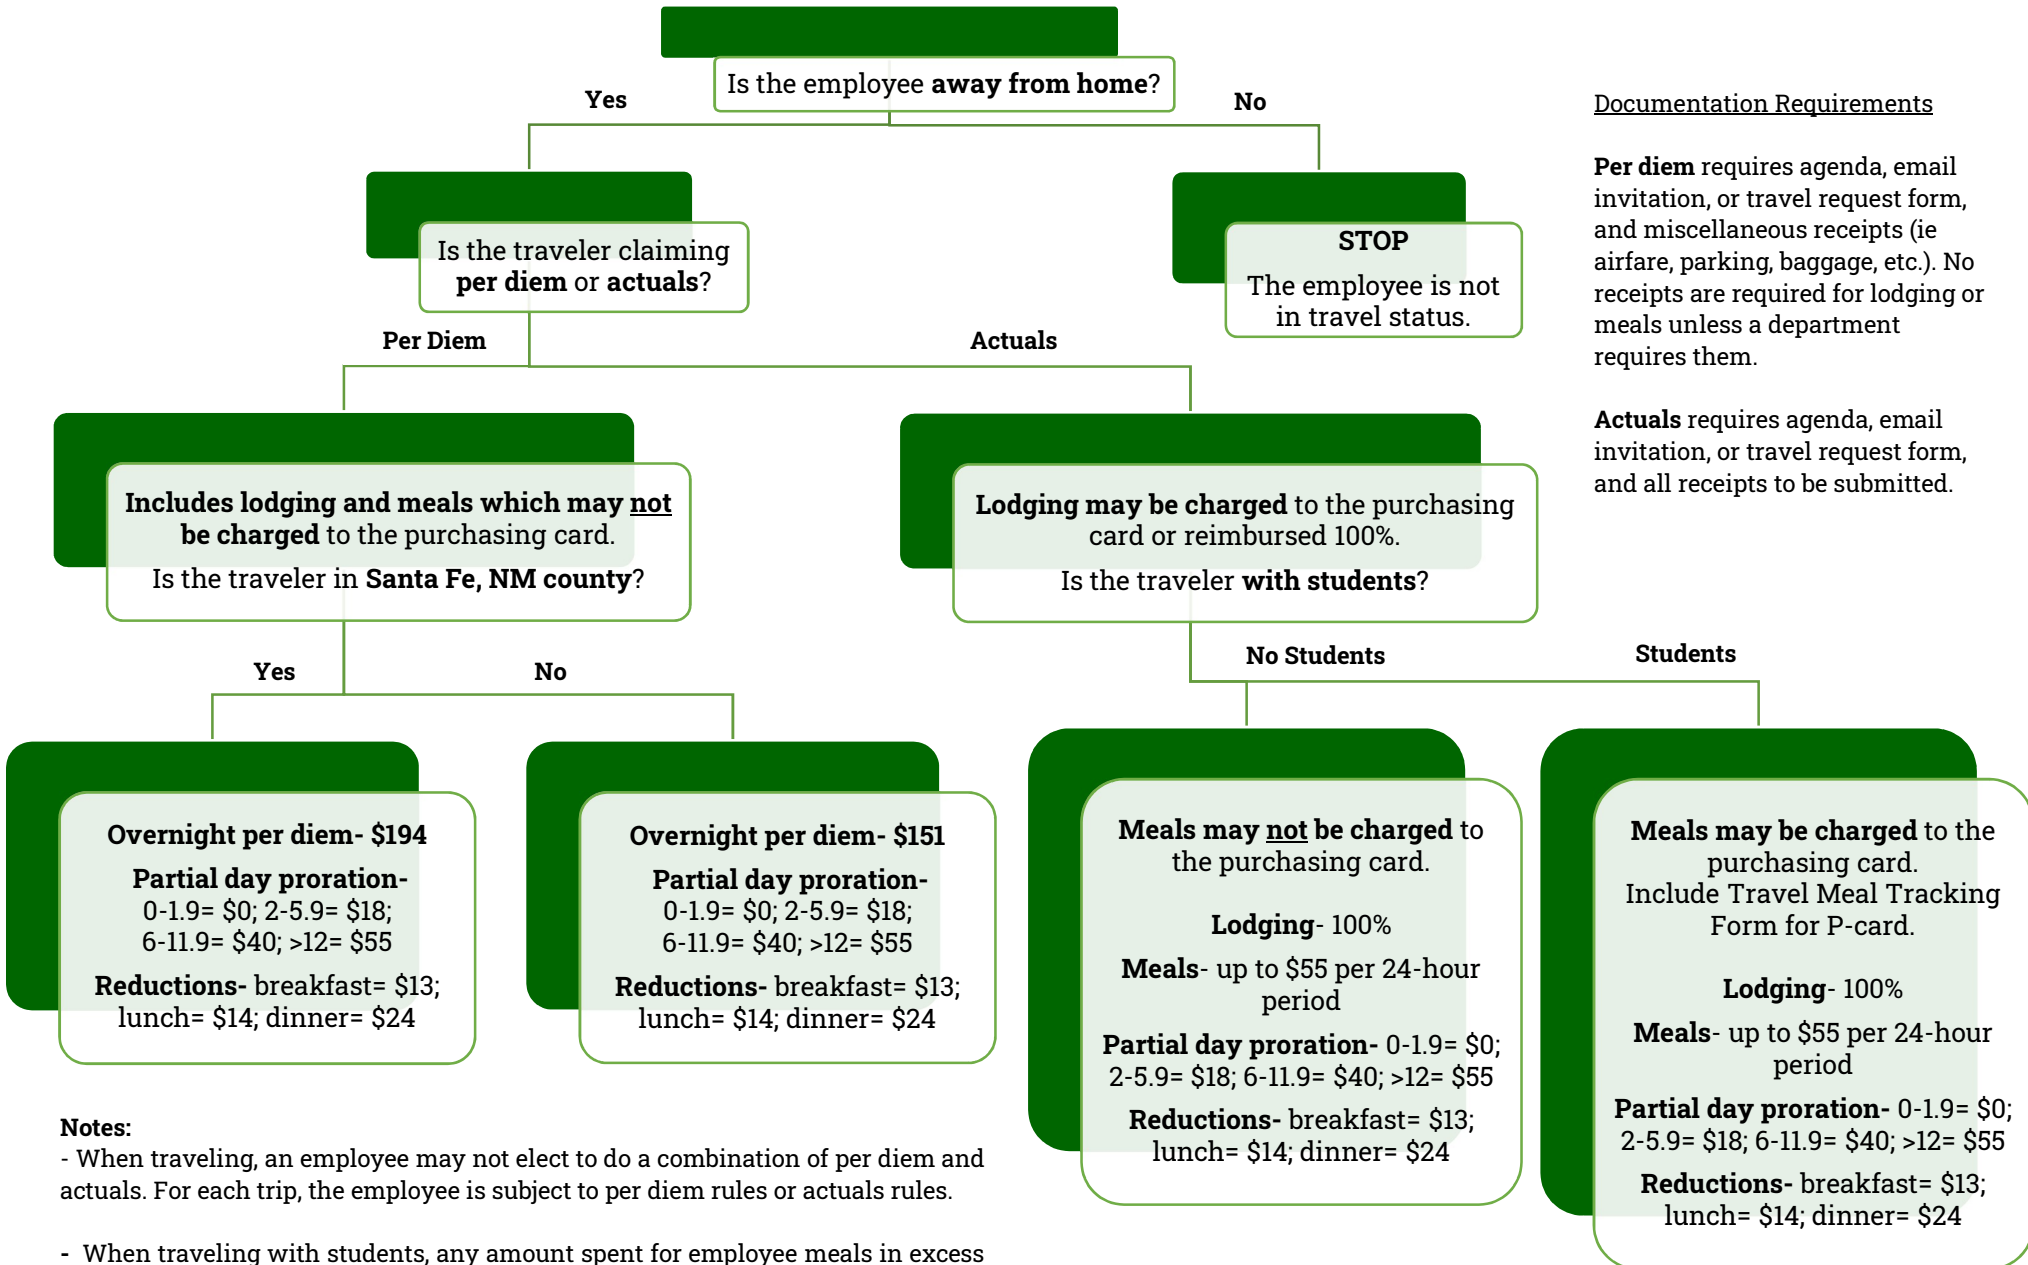 Is the employee away from home?
Yes
No
Is the traveler claiming
per diem or actuals?
STOP
The employee is not
in travel status.
Per Diem
Actuals
Includes lodging and meals which may not
be charged to the purchasing card.
Is the traveler in Santa Fe, NM county?
Lodging may be charged to the purchasing
card or reimbursed 100%.
Is the traveler with students?
Yes
No
No Students
Students
Overnight per diem- $194
Partial day proration-
0-1.9= $0; 2-5.9= $18;
6-11.9= $40; >12= $55
Reductions- breakfast= $13;
lunch= $14; dinner= $24
Overnight per diem- $151
Partial day proration-
0-1.9= $0; 2-5.9= $18;
6-11.9= $40; >12= $55
Reductions- breakfast= $13;
lunch= $14; dinner= $24
Meals may not be charged to
the purchasing card.
Lodging- 100%
Meals- up to $55 per 24-hour
period
Partial day proration- 0-1.9= $0;
2-5.9= $18; 6-11.9= $40; >12= $55
Reductions- breakfast= $13;
lunch= $14; dinner= $24
Meals may be charged to the
purchasing card.
Include Travel Meal Tracking
Form for P-card.
Lodging- 100%
Meals- up to $55 per 24-hour
period
Partial day proration- 0-1.9= $0;
2-5.9= $18; 6-11.9= $40; >12= $55
Reductions- breakfast= $13;
lunch= $14; dinner= $24
Documentation Requirements
Per diem requires agenda, email
invitation, or travel request form,
and miscellaneous receipts (ie
airfare, parking, baggage, etc.). No
receipts are required for lodging or
meals unless a department
requires them.
Actuals requires agenda, email
invitation, or travel request form,
and all receipts to be submitted.
Notes:
- When traveling, an employee may not elect to do a combination of per diem and
actuals. For each trip, the employee is subject to per diem rules or actuals rules.
- When traveling with students, any amount spent for employee meals in excess